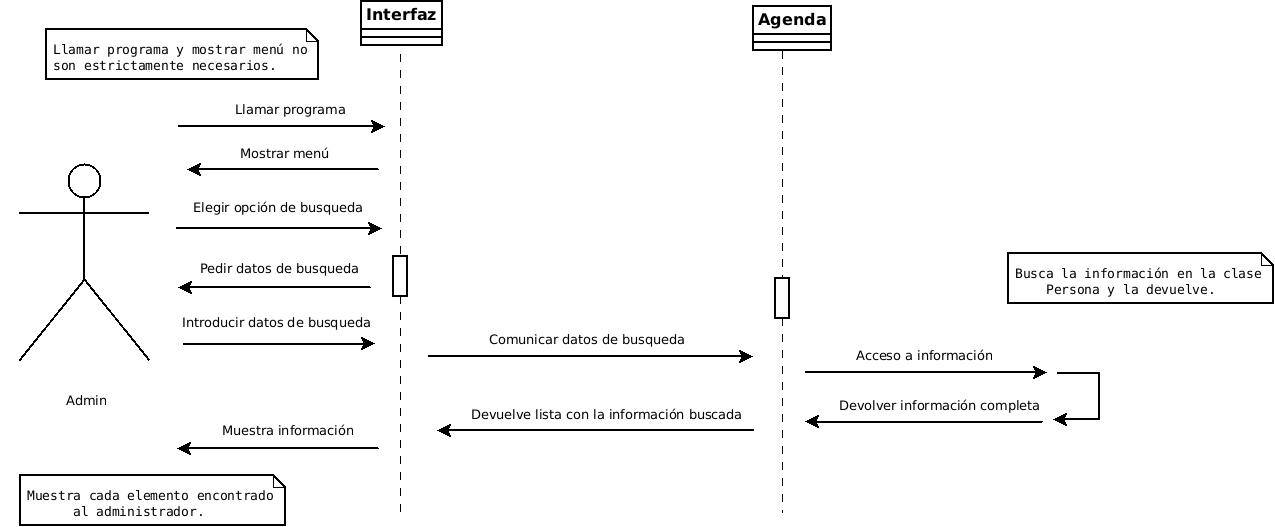 Interfaz
Agenda
Llamar programa y mostrar menú no
son estrictamente necesarios.
Llamar programa
Mostrar menú
Elegir opción de busqueda
Pedir datos de busqueda
Busca la información en la clase
Persona y la devuelve.
Introducir datos de busqueda
Comunicar datos de busqueda
Acceso a información
Admin
Devolver información completa
Devuelve lista con la información buscada
Muestra información
Muestra cada elemento encontrado
al administrador.